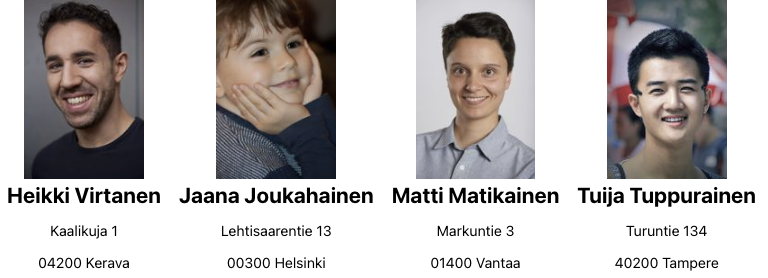 Heikki Virtanen
Kaalikuja 1
04200 Kerava
Jaana Joukahainen
Lehtisaarentie 13
00300 Helsinki
Matti Matikainen
Markuntie 3
01400 Vantaa
Tuija Tuppurainen
Turuntie 134
40200 Tampere